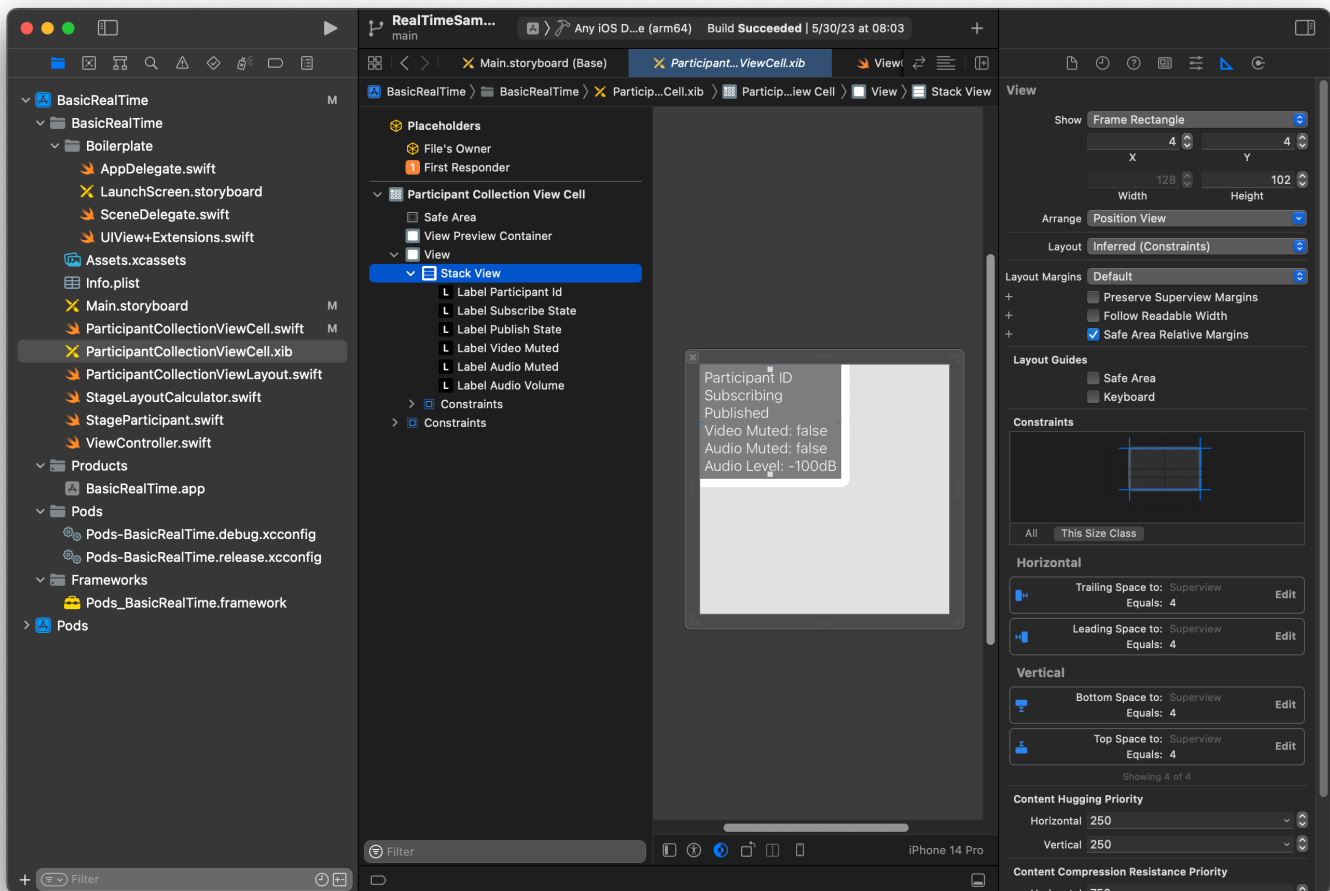 RealTimeSam...
main
Any iOS D...e (arm64) Build Succeeded | 5/30/23 at 08:03
BasicRealTime M
BasicRealTime
Boilerplate
AppDelegate.swift
LaunchScreen.storyboard
SceneDelegate.swift
UIView+Extensions.swift
Assets.xcassets
Info.plist
Main.storyboard M
ParticipantCollectionViewCell.swift M
ParticipantCollectionViewCell.xib
ParticipantCollectionViewLayout.swift
StageLayoutCalculator.swift
StageParticipant.swift
ViewController.swift
Products
BasicRealTime.app
Pods
Pods-BasicRealTime.debug.xcconfig
Pods-BasicRealTime.release.xcconfig
Frameworks
Pods_BasicRealTime.framework
Pods
Filter
Main.storyboard (Base) Participant...ViewCell.xib View
BasicRealTime BasicRealTime Particip...Cell.xib Particip...iew Cell View Stack View
Placeholders
File's Owner
1 First Responder
Participant Collection View Cell
Safe Area
View Preview Container
View
Stack View
L Label Participant Id
L Label Subscribe State
L Label Publish State
L Label Video Muted
L Label Audio Muted
L Label Audio Volume
Constraints
Constraints
Filter
Participant ID
Subscribing
Published
Video Muted: false
Audio Muted: false
Audio Level: -100dB
iPhone 14 Pro
View
Show Frame Rectangle
4 4
X Y
128 102
Width Height
Arrange Position View
Layout Inferred (Constraints)
Layout Margins Default
Preserve Superview Margins
Follow Readable Width
Safe Area Relative Margins
Layout Guides
Safe Area
Keyboard
Constraints
All This Size Class
Horizontal
Trailing Space to: Superview
Equals: 4 Edit
Leading Space to: Superview
Equals: 4 Edit
Vertical
Bottom Space to: Superview
Equals: 4 Edit
Top Space to: Superview
Equals: 4 Edit
Showing 4 of 4
Content Hugging Priority
Horizontal 250
Vertical 250
Content Compression Resistance Priority